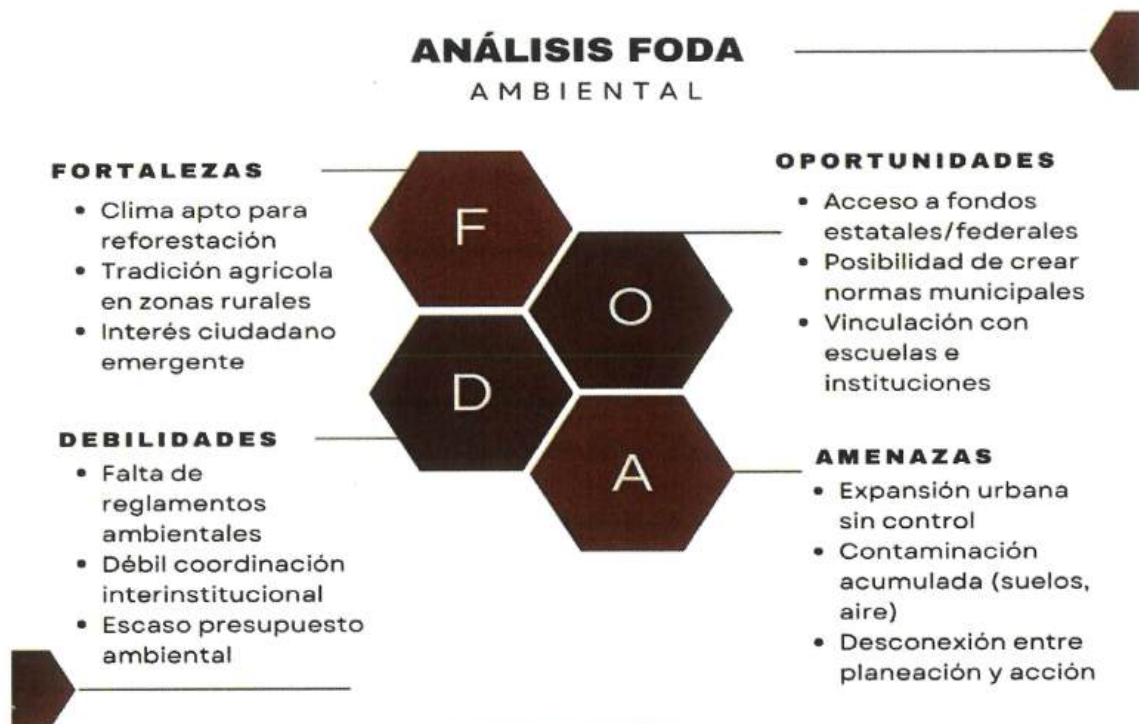 ANÁLISIS FODA
AMBIENTAL
FORTALEZAS
• Clima apto para
reforestación
• Tradición agrícola
en zonas rurales
• Interés ciudadano
emergente
F
O
D
A
OPORTUNIDADES
• Acceso a fondos
estatales/federales
• Posibilidad de crear
normas municipales
• Vinculación con
escuelas e
instituciones
DEBILIDADES
• Falta de
reglamentos
ambientales
• Débil coordinación
interinstitucional
• Escaso presupuesto
ambiental
AMENAZAS
• Expansión urbana
sin control
• Contaminación
acumulada (suelos,
aire)
• Desconexión entre
planeación y acción